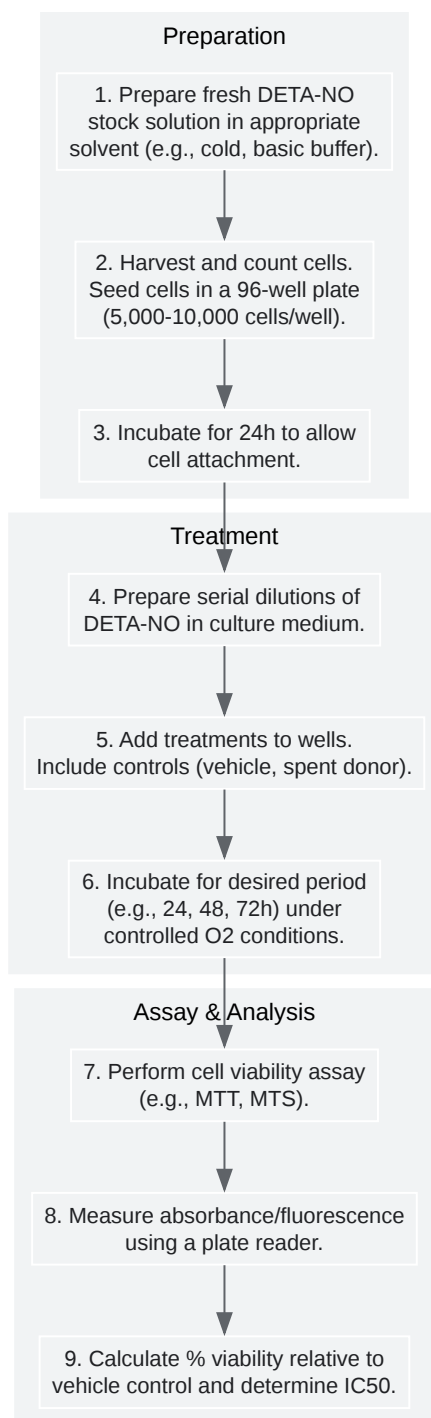 Preparation
1. Prepare fresh DETA-NO
stock solution in appropriate
solvent (e.g., cold, basic buffer).
2. Harvest and count cells.
Seed cells in a 96-well plate
(5,000-10,000 cells/well).
3. Incubate for 24h to allow
cell attachment.
Treatment
4. Prepare serial dilutions of
DETA-NO in culture medium.
5. Add treatments to wells.
Include controls (vehicle, spent donor).
6. Incubate for desired period
(e.g., 24, 48, 72h) under
controlled O2 conditions.
Assay & Analysis
7. Perform cell viability assay
(e.g., MTT, MTS).
8. Measure absorbance/fluorescence
using a plate reader.
9. Calculate % viability relative to
vehicle control and determine IC50.